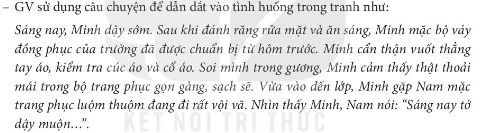 – GV sử dụng câu chuyện để dẫn dắt vào tình huống trong tranh như:
Sáng nay, Minh dậy sớm. Sau khi đánh răng rửa mặt và ăn sáng, Minh mặc bộ váy
đồng phục của trường đã được chuẩn bị từ hôm trước. Minh cẩn thận vuốt thẳng
tay áo, kiểm tra cúc áo và cổ áo. Soi mình trong gương, Minh cảm thấy thật thoải
mái trong bộ trang phục gọn gàng, sạch sẽ. Vừa vào đến lớp, Minh gặp Nam mặc
trang phục luộm thuộm đang đi rất vội vã. Nhìn thấy Minh, Nam nói: “Sáng nay tớ
dậy muộn…”.
KẾT NỐI TRI THỨC